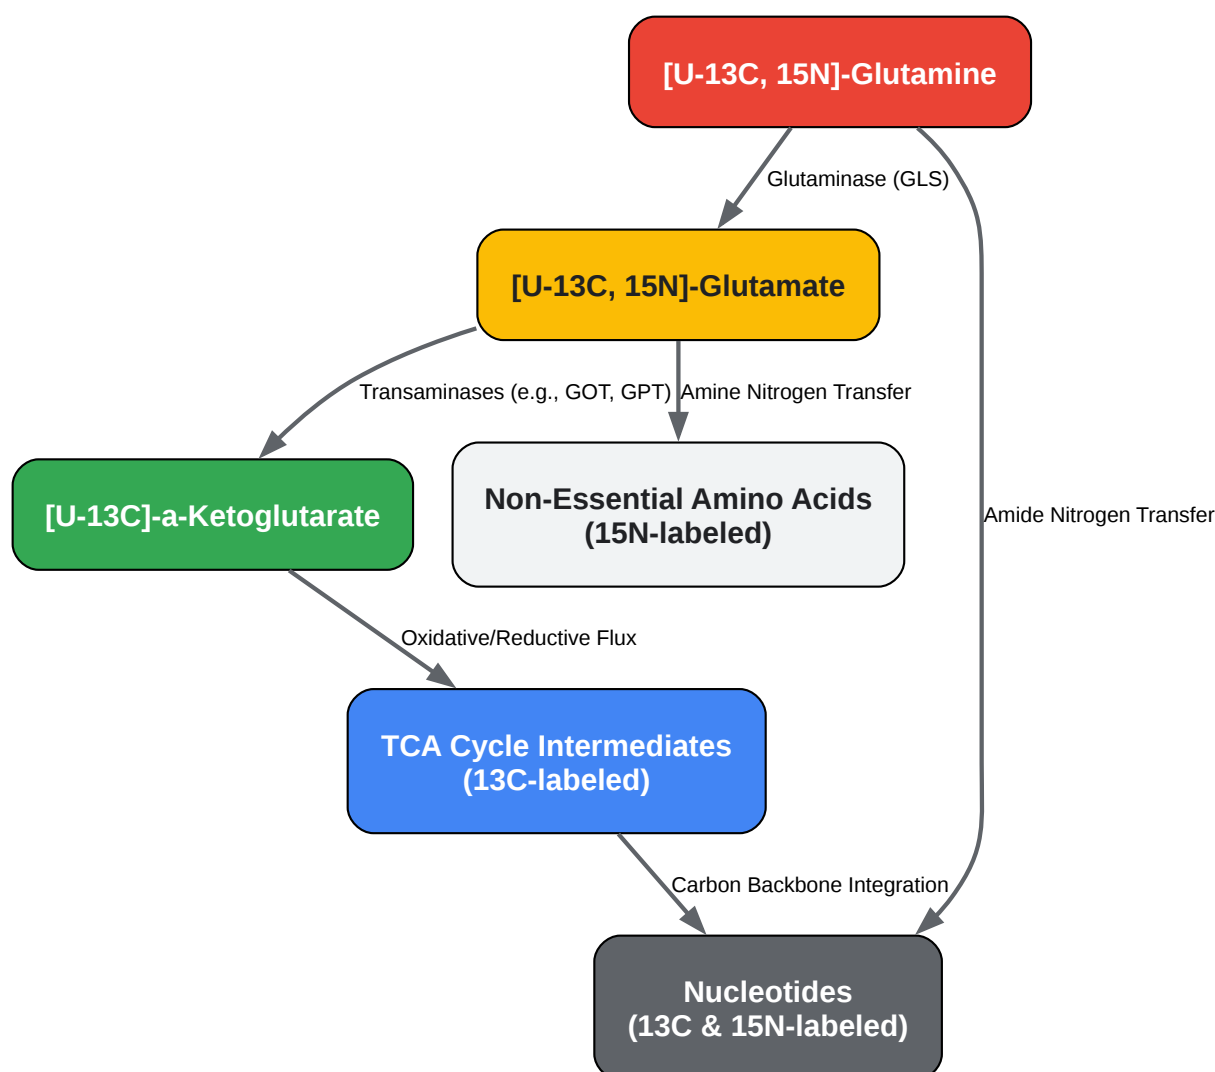 [U-13C, 15N]-Glutamine
Glutaminase (GLS)
[U-13C, 15N]-Glutamate
Transaminases (e.g., GOT, GPT)
Amine Nitrogen Transfer
[U-13C]-a-Ketoglutarate
Non-Essential Amino Acids
(15N-labeled)
Amide Nitrogen Transfer
Oxidative/Reductive Flux
TCA Cycle Intermediates
(13C-labeled)
Carbon Backbone Integration
Nucleotides
(13C & 15N-labeled)